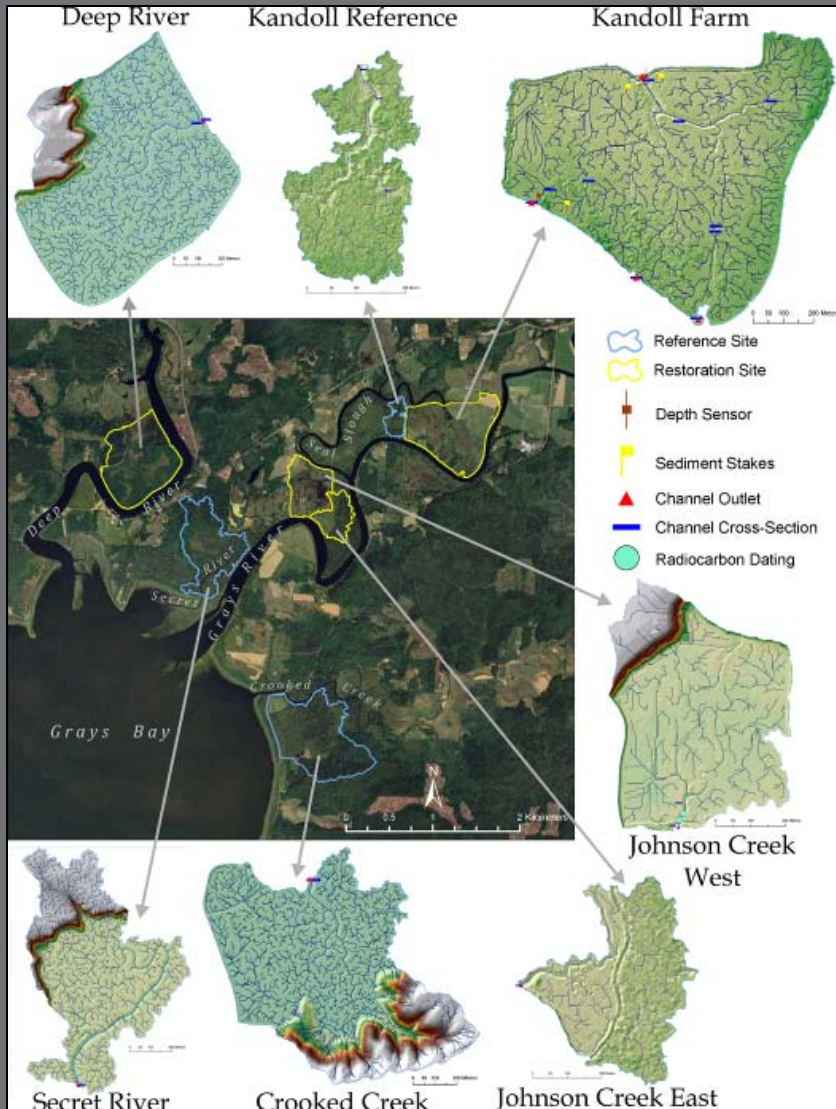 Deep River
Kandoll Reference
Kandoll Farm
200 Meters
Reference Site
Restoration Site
Depth Sensor
Sediment Stakes
Channel Outlet
Channel Cross-Section
Radiocarbon Dating
Slough
Deep River
Secret River
Grays River
Crooked Creek
Grays Bay
N
0 0.5 1 2 Kilometers
Johnson Creek
West
Secret River
Crooked Creek
Johnson Creek East